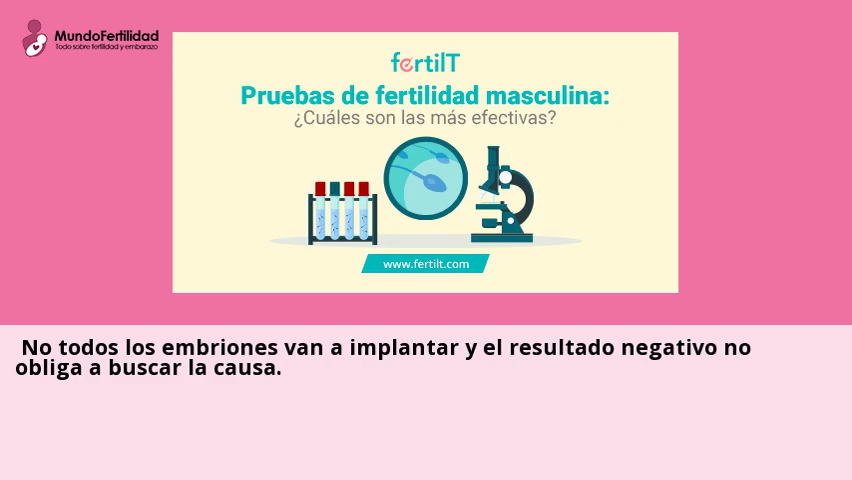 MundoFertilidad
Todo sobre fertilidad y embarazo
fertilT
Pruebas de fertilidad masculina:
¿Cuáles son las más efectivas?
www.fertilt.com
No todos los embriones van a implantar y el resultado negativo no
obliga a buscar la causa.